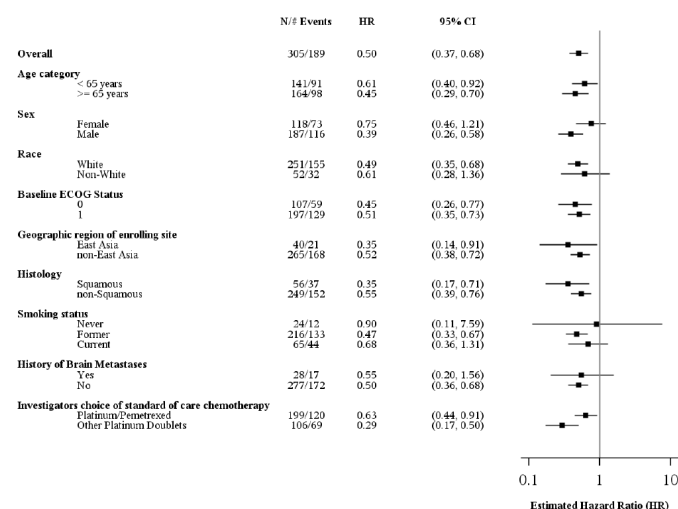 N/# Events HR 95% CI
Overall 305/189 0.50 (0.37, 0.68)
Age category
< 65 years 141/91 0.61 (0.40, 0.92)
>= 65 years 164/98 0.45 (0.29, 0.70)
Sex
Female 118/73 0.75 (0.46, 1.21)
Male 187/116 0.39 (0.26, 0.58)
Race
White 251/155 0.49 (0.35, 0.68)
Non-White 52/32 0.61 (0.28, 1.36)
Baseline ECOG Status
0 107/59 0.45 (0.26, 0.77)
1 197/129 0.51 (0.35, 0.73)
Geographic region of enrolling site
East Asia 40/21 0.35 (0.14, 0.91)
non-East Asia 265/168 0.52 (0.38, 0.72)
Histology
Squamous 56/37 0.35 (0.17, 0.71)
non-Squamous 249/152 0.55 (0.39, 0.76)
Smoking status
Never 24/12 0.90 (0.11, 7.59)
Former 216/133 0.47 (0.33, 0.67)
Current 65/44 0.68 (0.36, 1.31)
History of Brain Metastases
Yes 28/17 0.55 (0.20, 1.56)
No 277/172 0.50 (0.36, 0.68)
Investigators choice of standard of care chemotherapy
Platinum/Pemetrexed 199/120 0.63 (0.44, 0.91)
Other Platinum Doublets 106/69 0.29 (0.17, 0.50)
0.1 1 10
Estimated Hazard Ratio (HR)